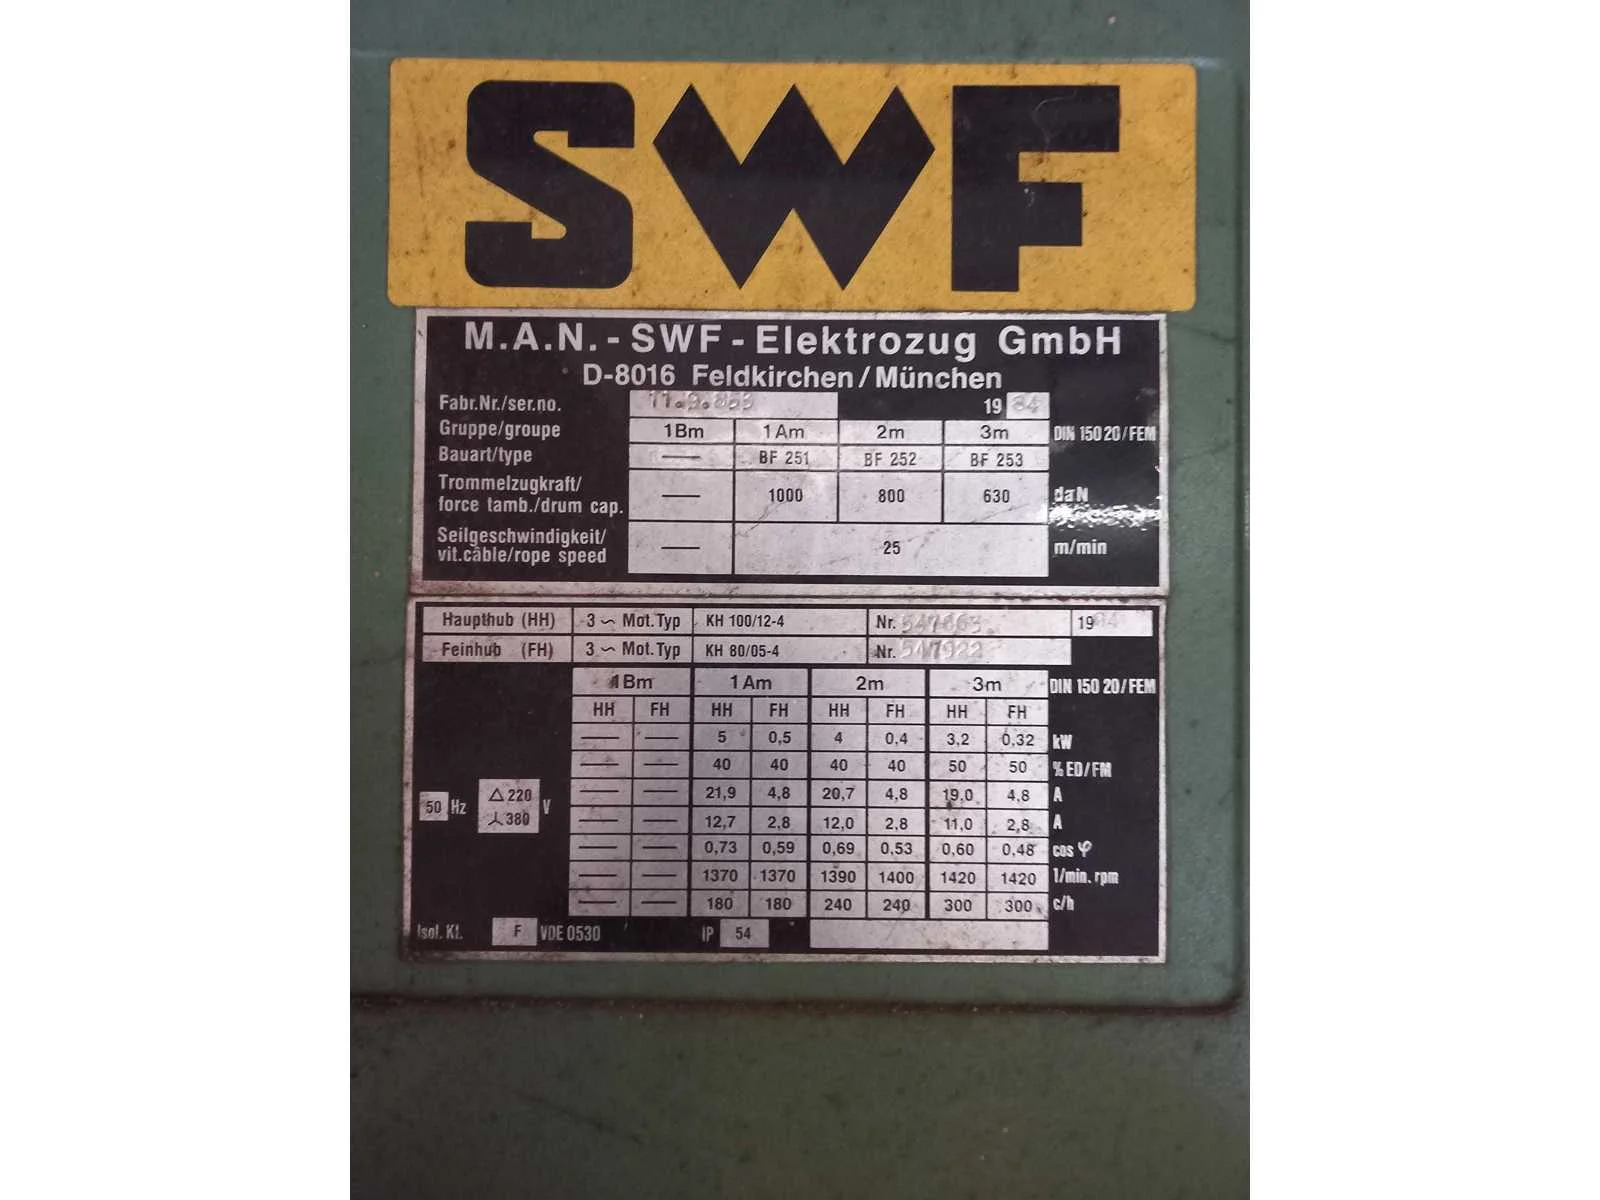 SWF
M.A.N.-SWF-Elektrozug GmbH
D-8016 Feldkirchen/München
Fabr.Nr./ser.no. 1984
Gruppe/groupe 1Bm 1Am 2m 3m DIN 15020/FEM
Bauart/type — BF 251 BF 252 BF 253
Trommelzugkraft/
force tamb./drum cap. — 1000 800 630 daN
Seilgeschwindigkeit/
vit.câble/rope speed — 25 m/min
Haupthub (HH) 3 ~ Mot.Typ KH 100/12-4 Nr. 1984
Feinhub (FH) 3 ~ Mot.Typ KH 80/05-4 Nr. 547922
1Bm 1Am 2m 3m DIN 15020/FEM
HH FH HH FH HH FH HH FH
— — 5 0,5 4 0,4 3,2 0,32 kW
— — 40 40 40 40 50 50 % ED/FM
— — 21,9 4,8 20,7 4,8 19,0 4,8 A
50 Hz △ 220 V
⅄ 380
— — 12,7 2,8 12,0 2,8 11,0 2,8 A
— — 0,73 0,59 0,69 0,53 0,60 0,48 cos φ
— — 1370 1370 1390 1400 1420 1420 1/min. rpm
— — 180 180 240 240 300 300 c/h
Isol. Kl. F VDE 0530 IP 54